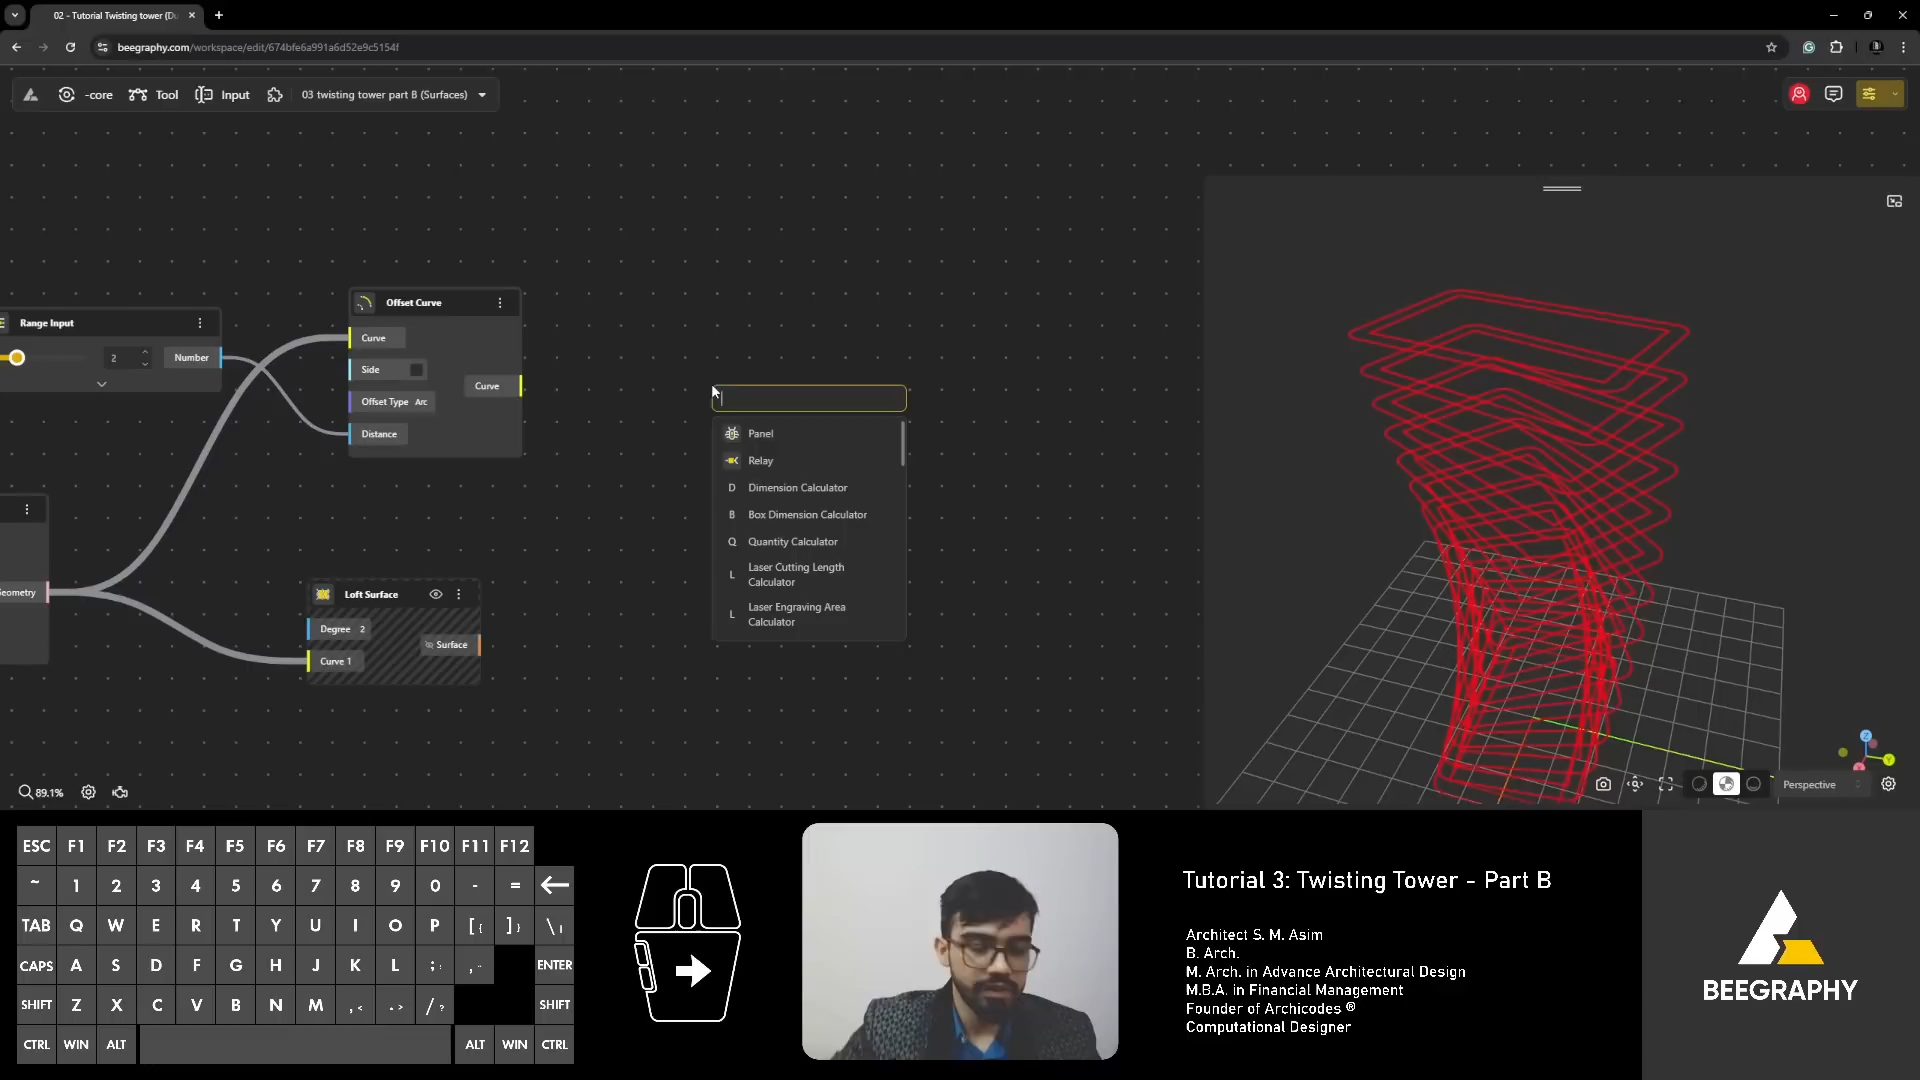 02 - Tutorial Twisting tower (Du
beegraphy.com/workspace/edit/674bfe6a991a6d52e9c5154f
-core Tool Input 03 twisting tower part B (Surfaces)
Range Input
2
Number
Offset Curve
Curve
Side
Offset Type Arc
Distance
Curve
Geometry
Loft Surface
Degree 2
Curve 1
Surface
Panel
Relay
D Dimension Calculator
B Box Dimension Calculator
Q Quantity Calculator
L Laser Cutting Length
Calculator
L Laser Engraving Area
Calculator
89.1%
Z
Y
Perspective
ESC F1 F2 F3 F4 F5 F6 F7 F8 F9 F10 F11 F12
~ 1 2 3 4 5 6 7 8 9 0 - =
TAB Q W E R T Y U I O P [{ ]} \|
CAPS A S D F G H J K L ;: ,- ENTER
SHIFT Z X C V B N M ,< .> /? SHIFT
CTRL WIN ALT ALT WIN CTRL
Tutorial 3: Twisting Tower - Part B
Architect S. M. Asim
B. Arch.
M. Arch. in Advance Architectural Design
M.B.A. in Financial Management
Founder of Archicodes ®
Computational Designer
BEEGRAPHY